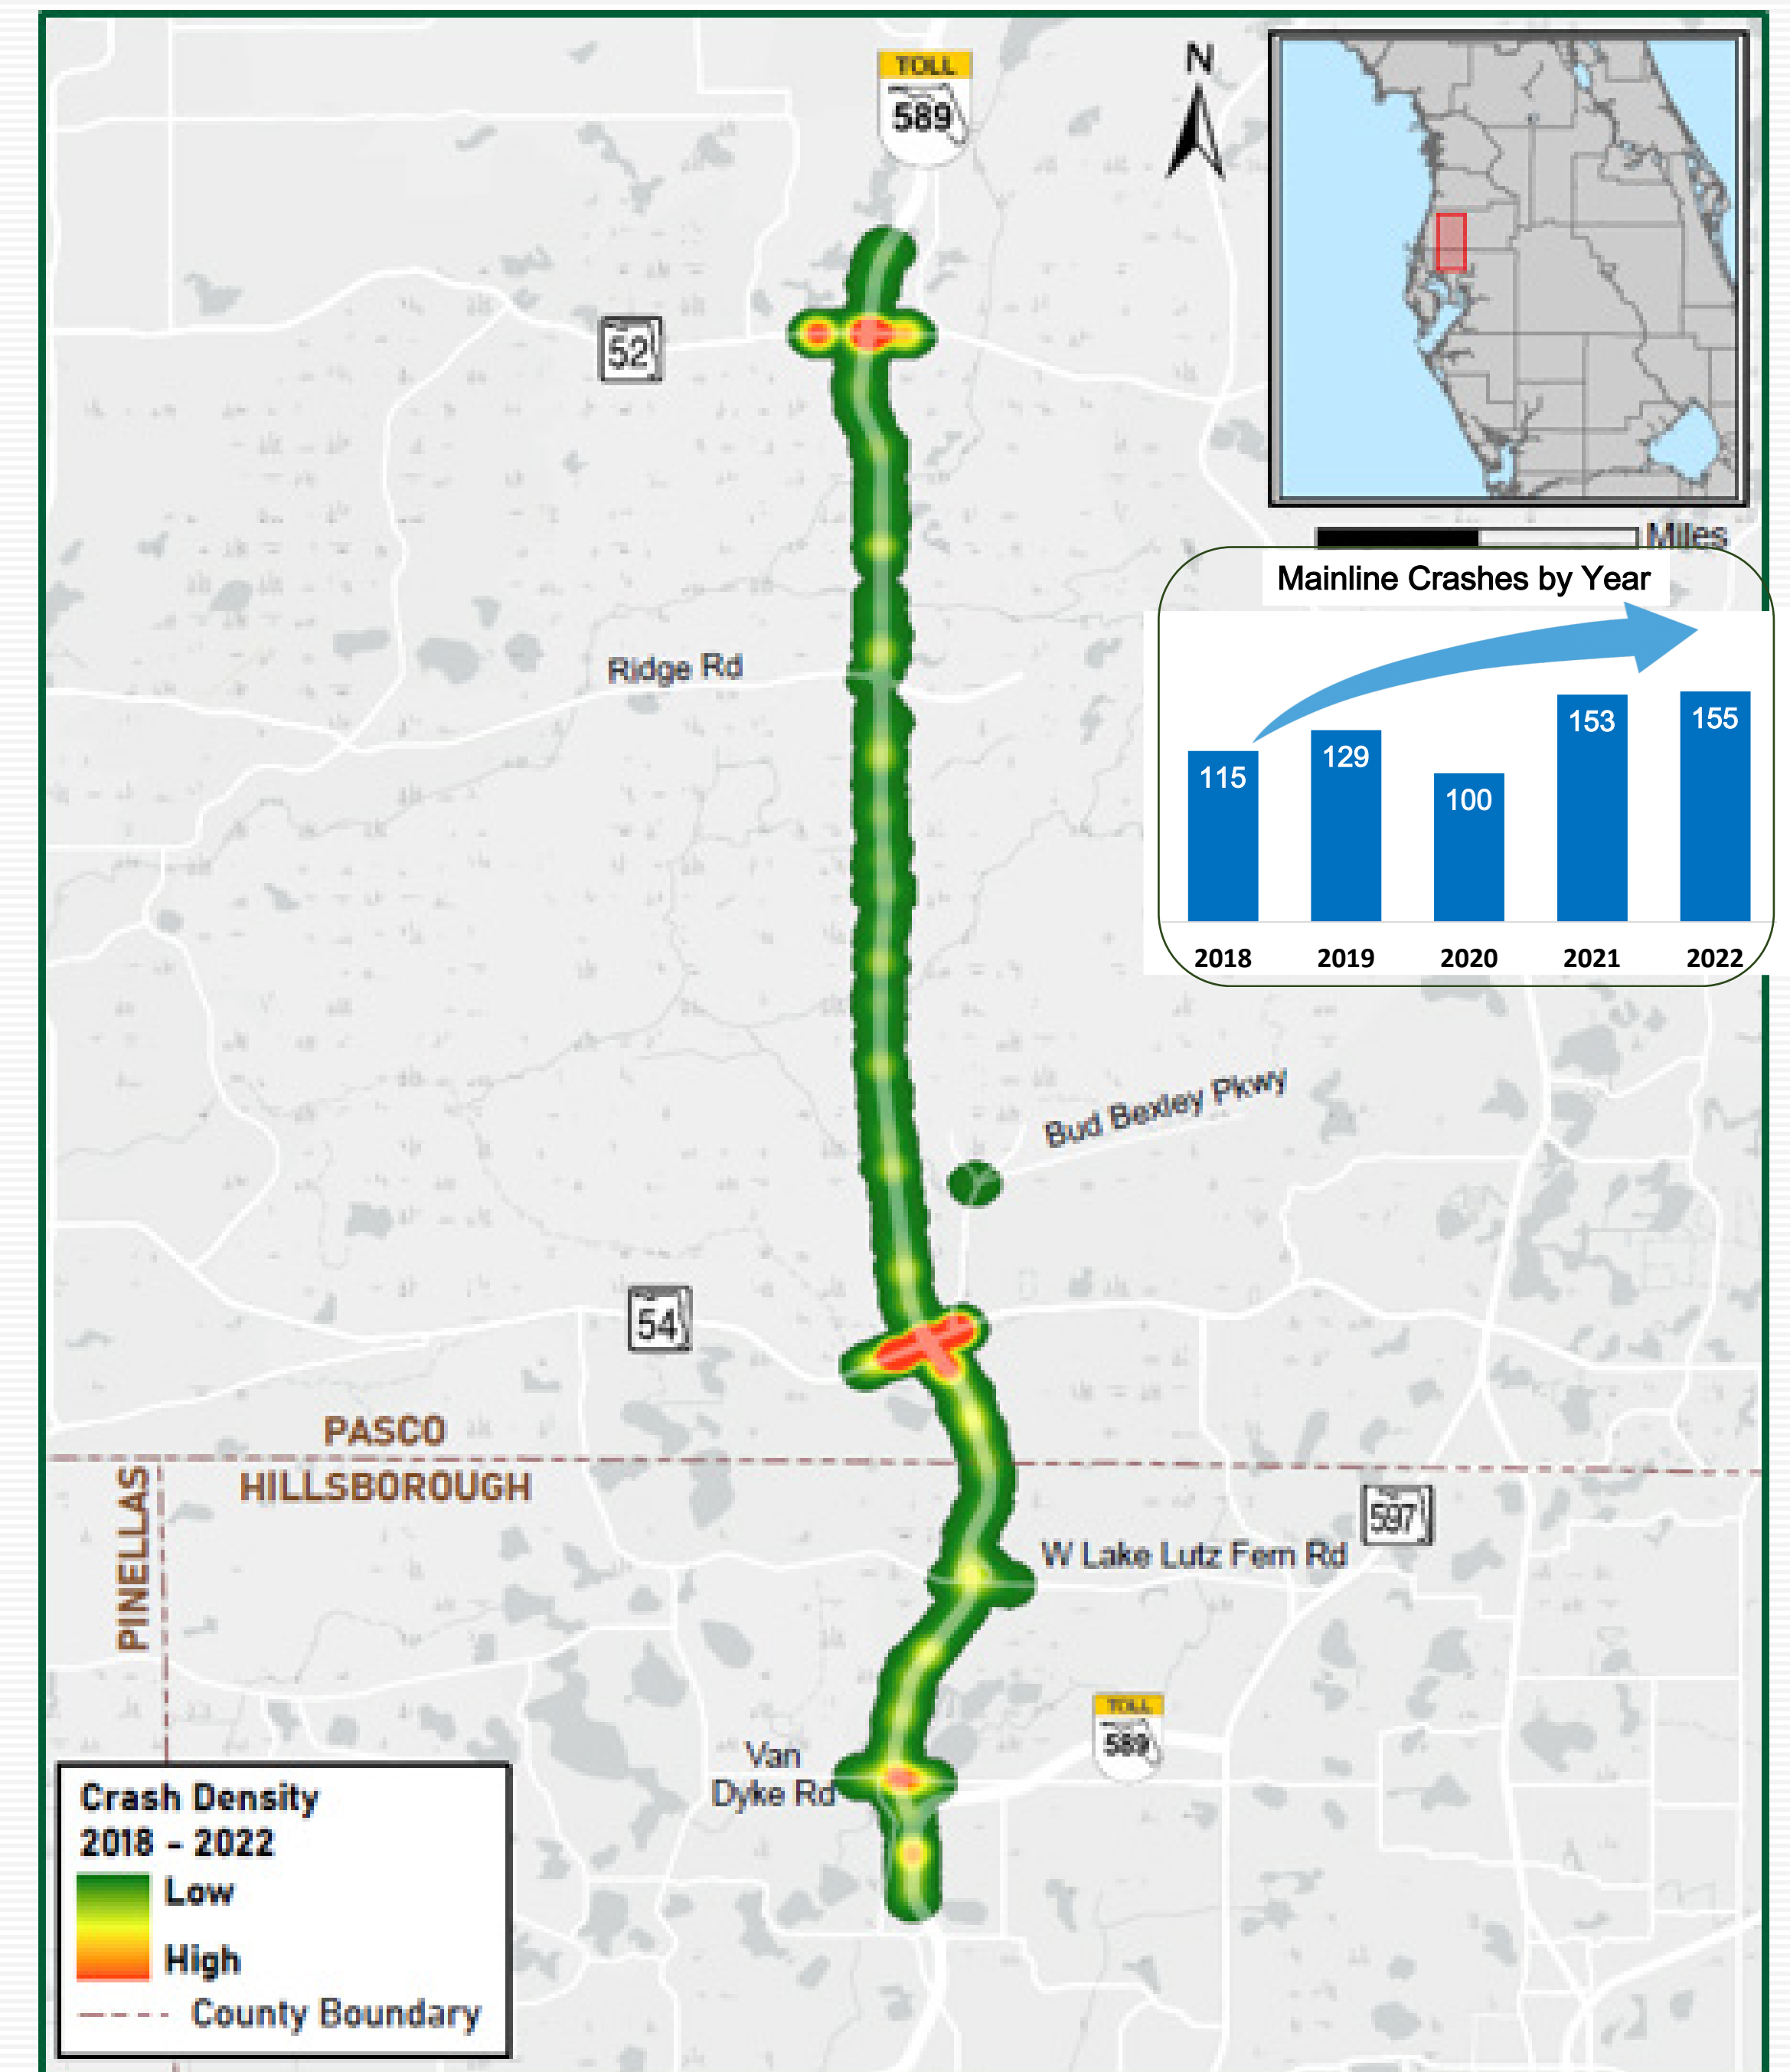 TOLL
589
N
52
Miles
Mainline Crashes by Year
Ridge Rd
115
129
100
153
155
2018
2019
2020
2021
2022
Bud Bexley Pkwy
54
PASCO
HILLSBOROUGH
PINELLAS
597
W Lake Lutz Fern Rd
TOLL
589
Van
Dyke Rd
Crash Density
2018 - 2022
Low
High
County Boundary